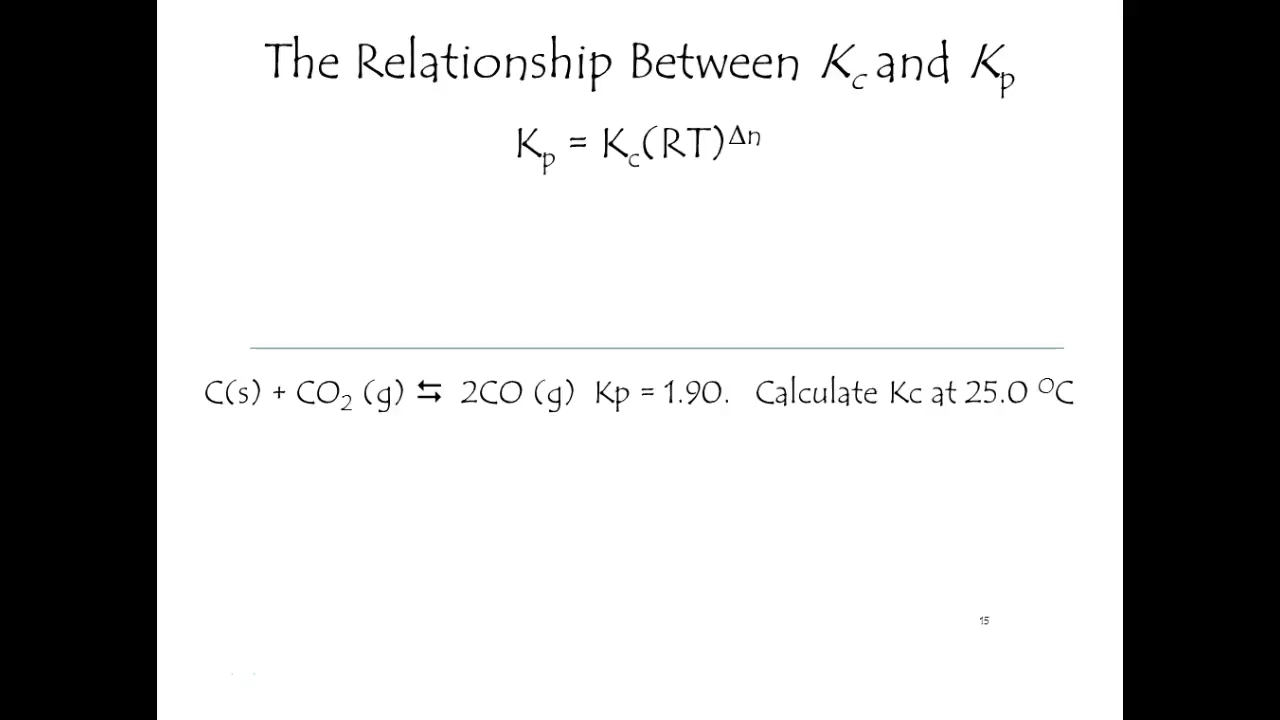 The Relationship Between Kc and Kp
Kp = Kc(RT)Δn
C(s) + CO2 (g) ⇆ 2CO (g) Kp = 1.90. Calculate Kc at 25.0 OC
15